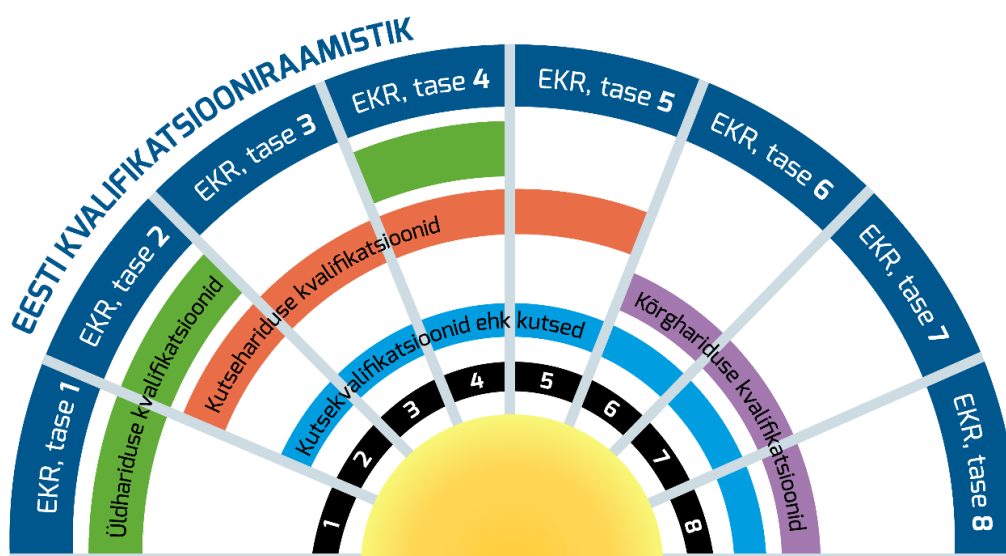 EESTI KVALIFIKATSIOONIRAAMISTIK
EKR, tase 1
EKR, tase 2
EKR, tase 3
EKR, tase 4
EKR, tase 5
EKR, tase 6
EKR, tase 7
EKR, tase 8
Üldhariduse kvalifikatsioonid
Kutsehariduse kvalifikatsioonid
Kutsekvalifikatsioonid ehk kutsed
Kõrghariduse kvalifikatsioonid
1
2
3
4
5
6
7
8